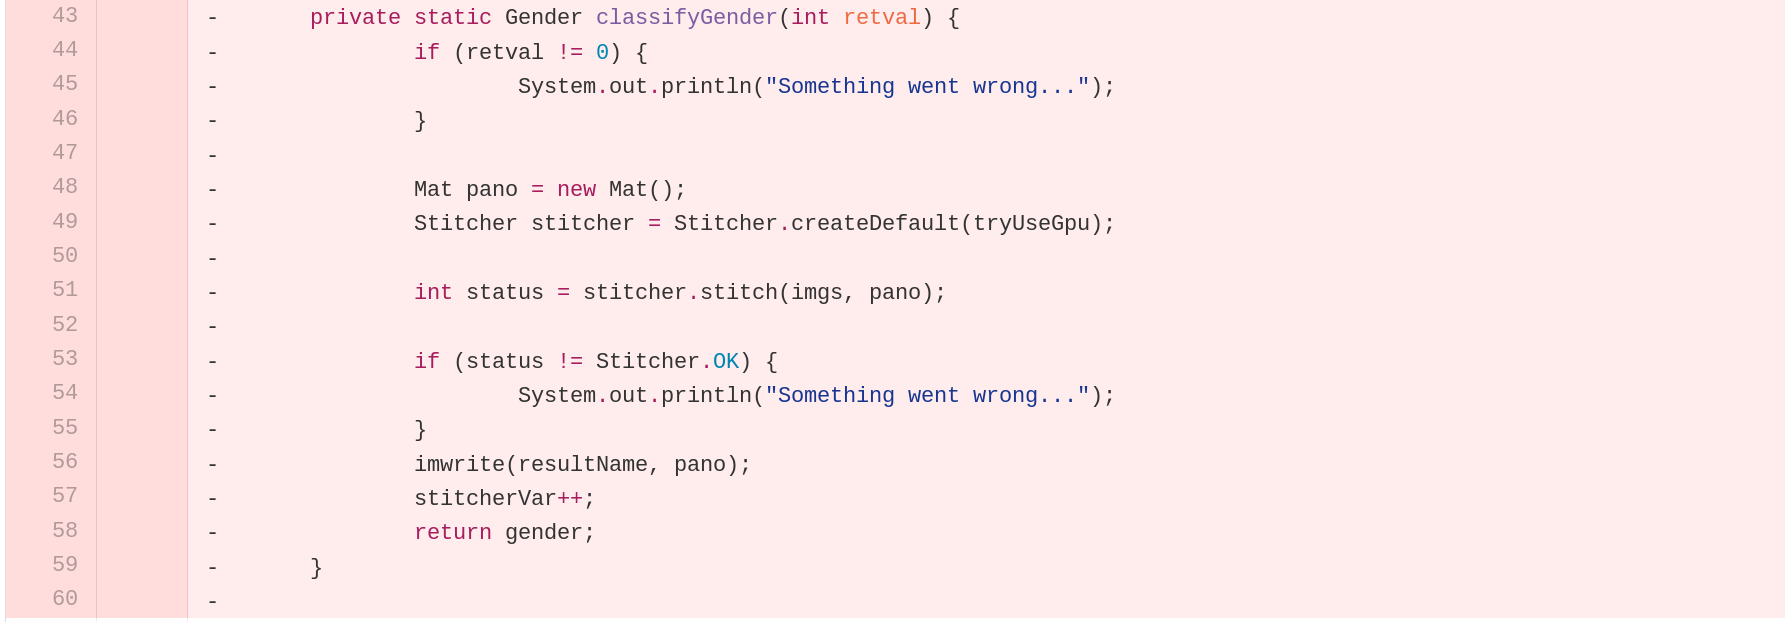 43 - private static Gender classifyGender(int retval) {
44 - if (retval != 0) {
45 - System.out.println("Something went wrong...");
46 - }
47 -
48 - Mat pano = new Mat();
49 - Stitcher stitcher = Stitcher.createDefault(tryUseGpu);
50 -
51 - int status = stitcher.stitch(imgs, pano);
52 -
53 - if (status != Stitcher.OK) {
54 - System.out.println("Something went wrong...");
55 - }
56 - imwrite(resultName, pano);
57 - stitcherVar++;
58 - return gender;
59 - }
60 -